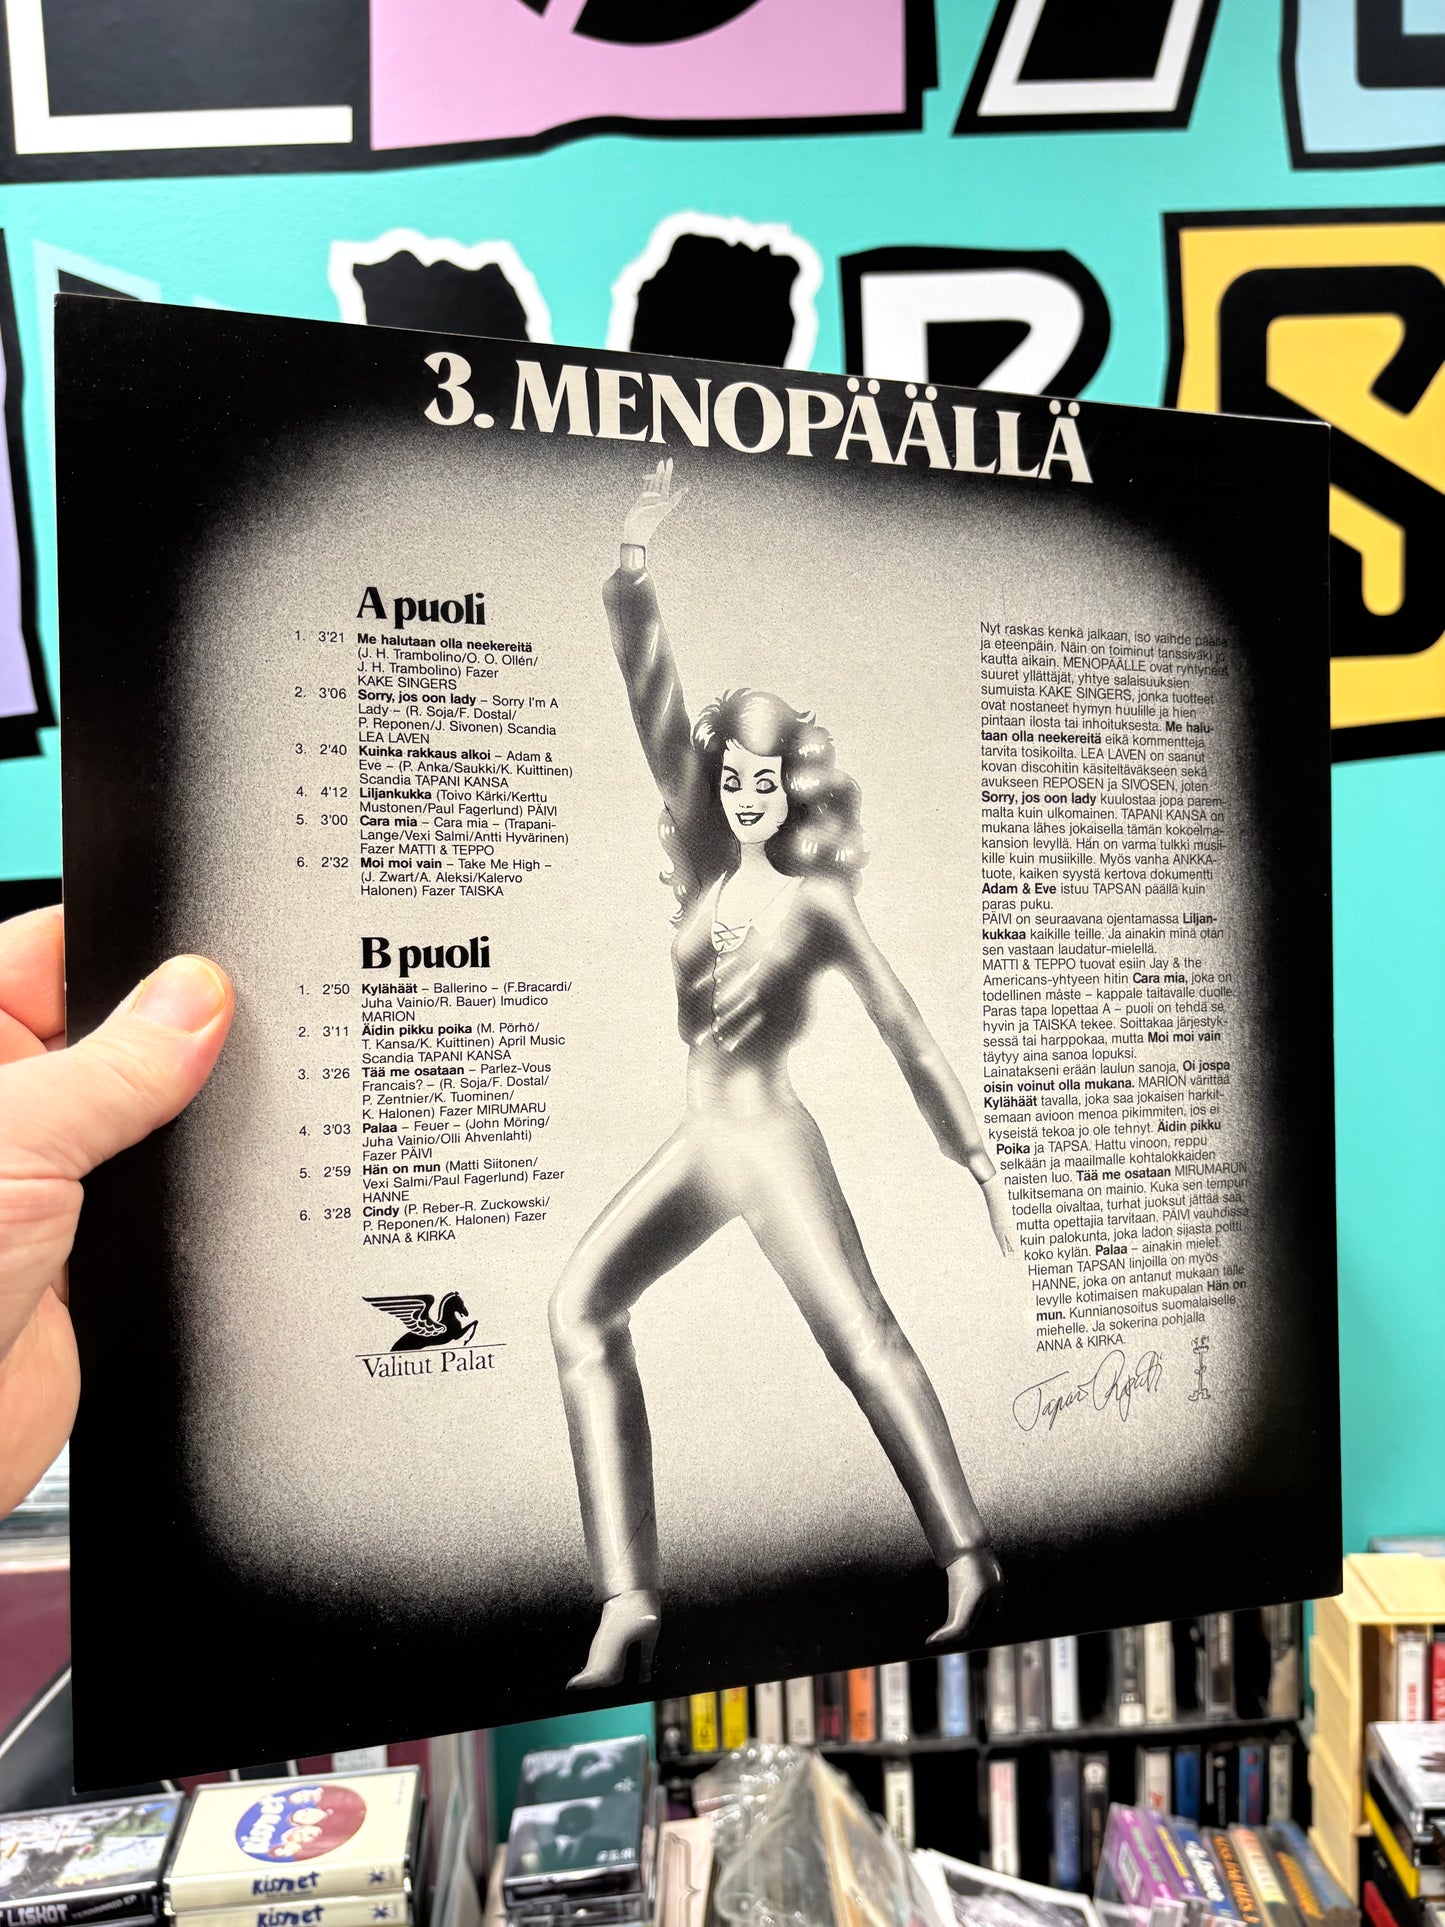 3. MENOPÄÄLLÄ
A puoli
1. 3'21 Me halutaan olla neekereitä
(J. H. Trambolino/O. O. Ollén/
J. H. Trambolino) Fazer
KAKE SINGERS
2. 3'06 Sorry, jos oon lady – Sorry I'm A
Lady – (R. Soja/F. Dostal/
P. Reponen/J. Sivonen) Scandia
LEA LAVEN
3. 2'40 Kuinka rakkaus alkoi – Adam &
Eve – (P. Anka/Saukki/K. Kuittinen)
Scandia TAPANI KANSA
4. 4'12 Liljankukka (Toivo Kärki/Kerttu
Mustonen/Paul Fagerlund) PÄIVI
5. 3'00 Cara mia – Cara mia – (Trapani-
Lange/Vexi Salmi/Antti Hyvärinen)
Fazer MATTI & TEPPO
6. 2'32 Moi moi vain – Take Me High –
(J. Zwart/A. Aleksi/Kalervo
Halonen) Fazer TAISKA
B puoli
1. 2'50 Kylähäät – Ballerino – (F.Bracardi/
Juha Vainio/R. Bauer) Imudico
MARION
2. 3'11 Äidin pikku poika (M. Pörhö/
T. Kansa/K. Kuittinen) April Music
Scandia TAPANI KANSA
3. 3'26 Tää me osataan – Parlez-Vous
Francais? – (R. Soja/F. Dostal/
P. Zentnier/K. Tuominen/
K. Halonen) Fazer MIRUMARU
4. 3'03 Palaa – Feuer – (John Möring/
Juha Vainio/Olli Ahvenlahti)
Fazer PÄIVI
5. 2'59 Hän on mun (Matti Siitonen/
Vexi Salmi/Paul Fagerlund) Fazer
HANNE
6. 3'28 Cindy (P. Reber-R. Zuckowski/
P. Reponen/K. Halonen) Fazer
ANNA & KIRKA
Valitut Palat
Nyt raskas kenkä jalkaan, iso vaihde päälle
ja eteenpäin. Näin on toiminut tanssiväki jo
kautta aikain. MENOPÄÄLLE ovat ryhtyneet
suuret yllättäjät, yhtye salaisuuksien
sumuista KAKE SINGERS, jonka tuotteet
ovat nostaneet hymyn huulille ja hien
pintaan ilosta tai inhoituksesta. Me halu-
taan olla neekereitä eikä kommentteja
tarvita tosikoilta. LEA LAVEN on saanut
kovan discohitin käsiteltäväkseen sekä
avukseen REPOSEN ja SIVOSEN, joten
Sorry, jos oon lady kuulostaa jopa parem-
malta kuin ulkomainen. TAPANI KANSA on
mukana lähes jokaisella tämän kokoelma-
kansion levyllä. Hän on varma tulkki musii-
kille kuin musiikille. Myös vanha ANKKA-
tuote, kaiken syystä kertova dokumentti
Adam & Eve istuu TAPSAN päällä kuin
paras puku.
PÄIVI on seuraavana ojentamassa Liljan-
kukkaa kaikille teille. Ja ainakin minä otan
sen vastaan laudatur-mielellä.
MATTI & TEPPO tuovat esiin Jay & the
Americans-yhtyeen hitin Cara mia, joka on
todellinen måste – kappale taitavalle duolle.
Paras tapa lopettaa A – puoli on tehdä se
hyvin ja TAISKA tekee. Soittakaa järjestyk-
sessä tai harppokaa, mutta Moi moi vain
täytyy aina sanoa lopuksi.
Lainatakseni erään laulun sanoja, Oi jospa
oisin voinut olla mukana. MARION värittää
Kylähäät tavalla, joka saa jokaisen harkit-
semaan avioon menoa pikimmiten, jos ei
kyseistä tekoa jo ole tehnyt. Äidin pikku
Poika ja TAPSA. Hattu vinoon, reppu
selkään ja maailmalle kohtalokkaiden
naisten luo. Tää me osataan MIRUMARUN
tulkitsemana on mainio. Kuka sen tempun
todella oivaltaa, turhat juoksut jättää saa,
mutta opettajia tarvitaan. PÄIVI vauhdissa
kuin palokunta, joka ladon sijasta poltti
koko kylän. Palaa – ainakin mielet.
Hieman TAPSAN linjoilla on myös
HANNE, joka on antanut mukaan tälle
levylle kotimaisen makupalan Hän on
mun. Kunnianosoitus suomalaiselle
miehelle. Ja sokerina pohjalla
ANNA & KIRKA.
KISMET
KISMET
LISHOT